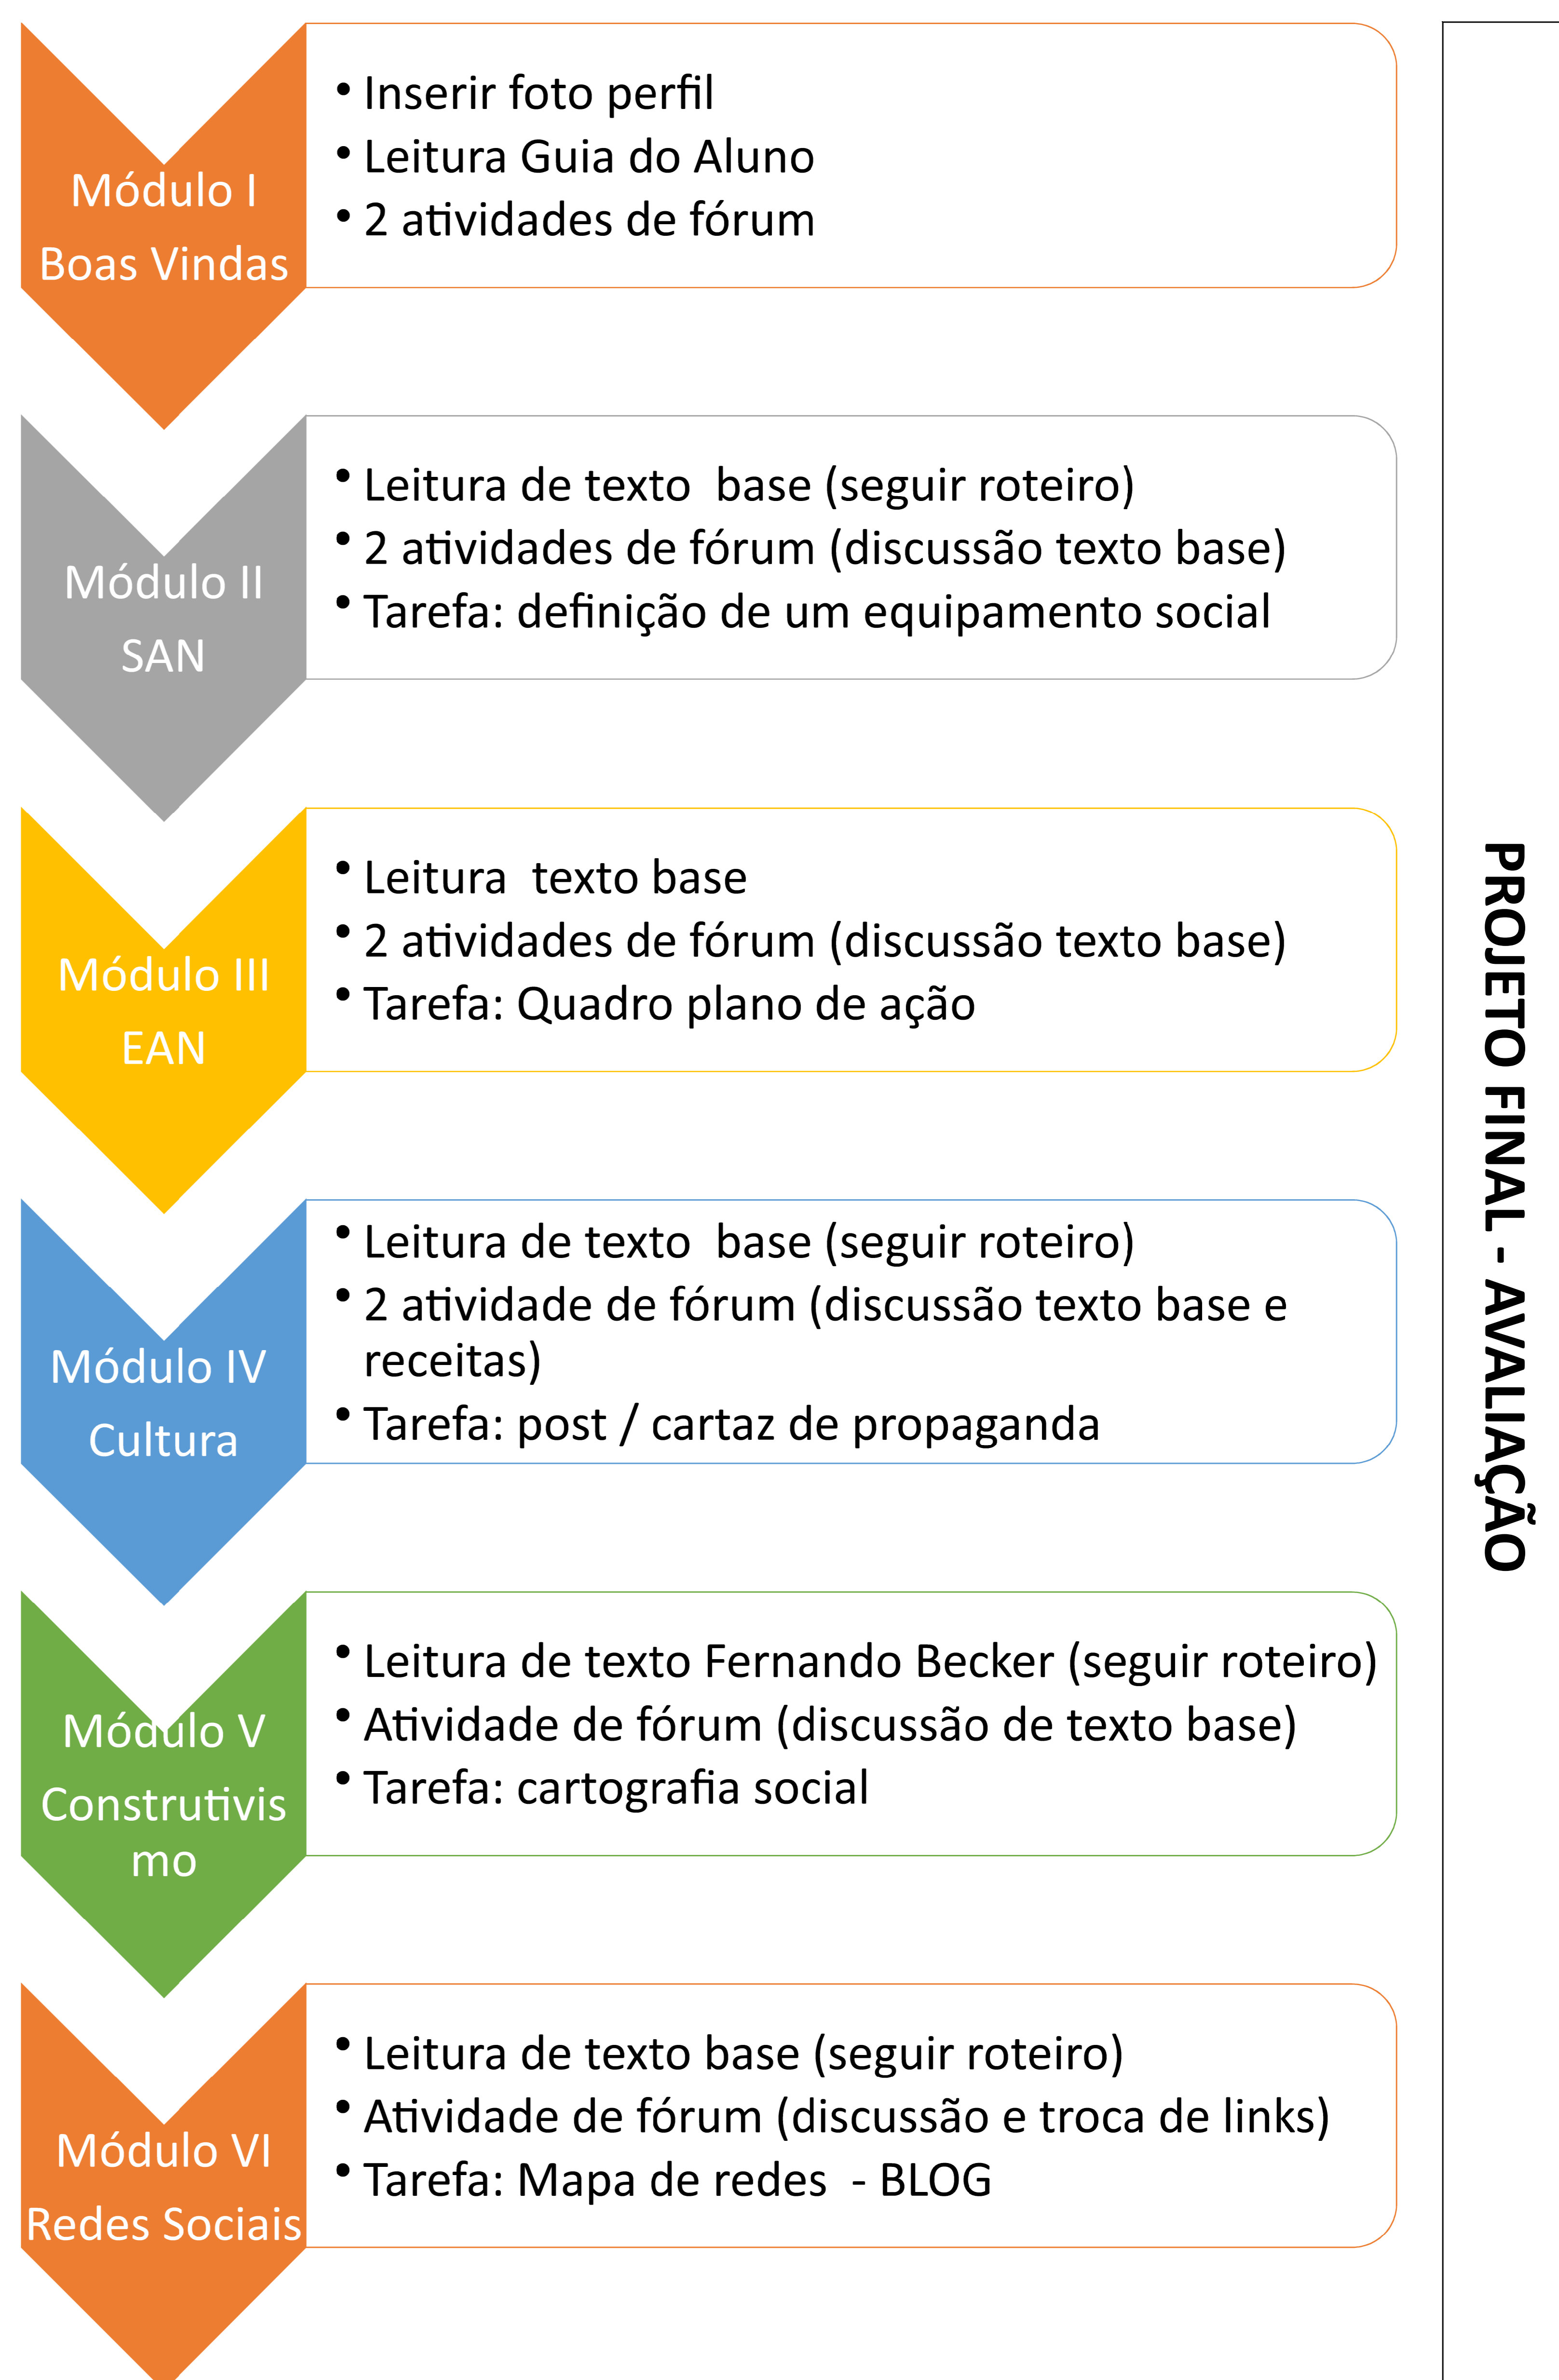 Módulo I
Boas Vindas
• Inserir foto perfil
• Leitura Guia do Aluno
• 2 atividades de fórum
Módulo II
SAN
• Leitura de texto  base (seguir roteiro)
• 2 atividades de fórum (discussão texto base)
• Tarefa: definição de um equipamento social
Módulo III
EAN
• Leitura  texto base
• 2 atividades de fórum (discussão texto base)
• Tarefa: Quadro plano de ação
Módulo IV
Cultura
• Leitura de texto  base (seguir roteiro)
• 2 atividade de fórum (discussão texto base e
receitas)
• Tarefa: post / cartaz de propaganda
Módulo V
Construtivis
mo
• Leitura de texto Fernando Becker (seguir roteiro)
• Atividade de fórum (discussão de texto base)
• Tarefa: cartografia social
Módulo VI
Redes Sociais
• Leitura de texto base (seguir roteiro)
• Atividade de fórum (discussão e troca de links)
• Tarefa: Mapa de redes  - BLOG
PROJETO FINAL - AVALIAÇÃO